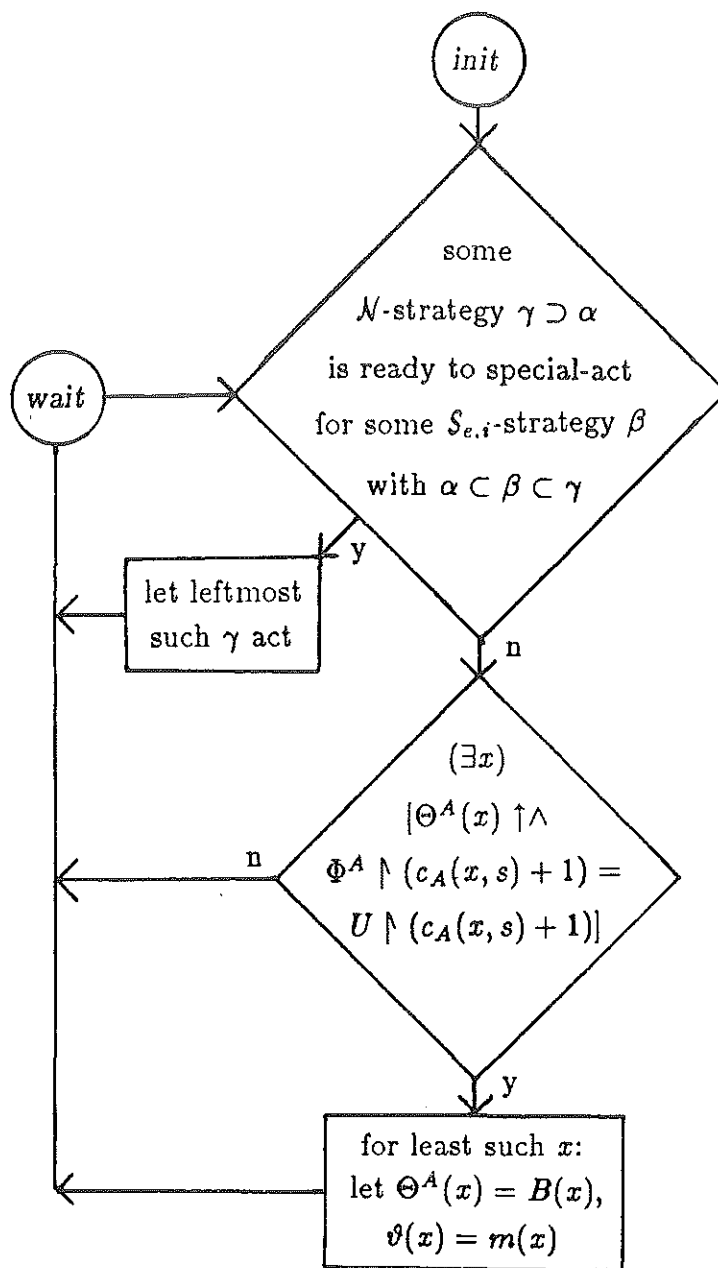 init
some
𝒩-strategy γ ⊃ α
is ready to special-act
for some 𝒮_{e,i}-strategy β
with α ⊂ β ⊂ γ
wait
y
let leftmost
such γ act
n
(∃x)
[Θ^A(x) ↑∧
Φ^A ↾ (c_A(x, s) + 1) =
U ↾ (c_A(x, s) + 1)]
n
y
for least such x:
let Θ^A(x) = B(x),
ϑ(x) = m(x)